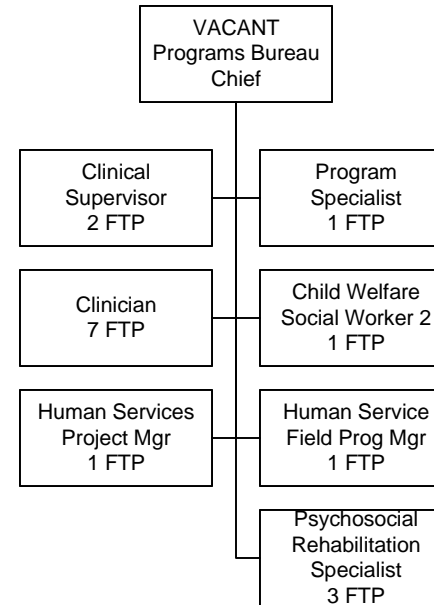 VACANT
Programs Bureau
Chief
Clinical
Supervisor
2 FTP
Program
Specialist
1 FTP
Clinician
7 FTP
Child Welfare
Social Worker 2
1 FTP
Human Services
Project Mgr
1 FTP
Human Service
Field Prog Mgr
1 FTP
Psychosocial
Rehabilitation
Specialist
3 FTP